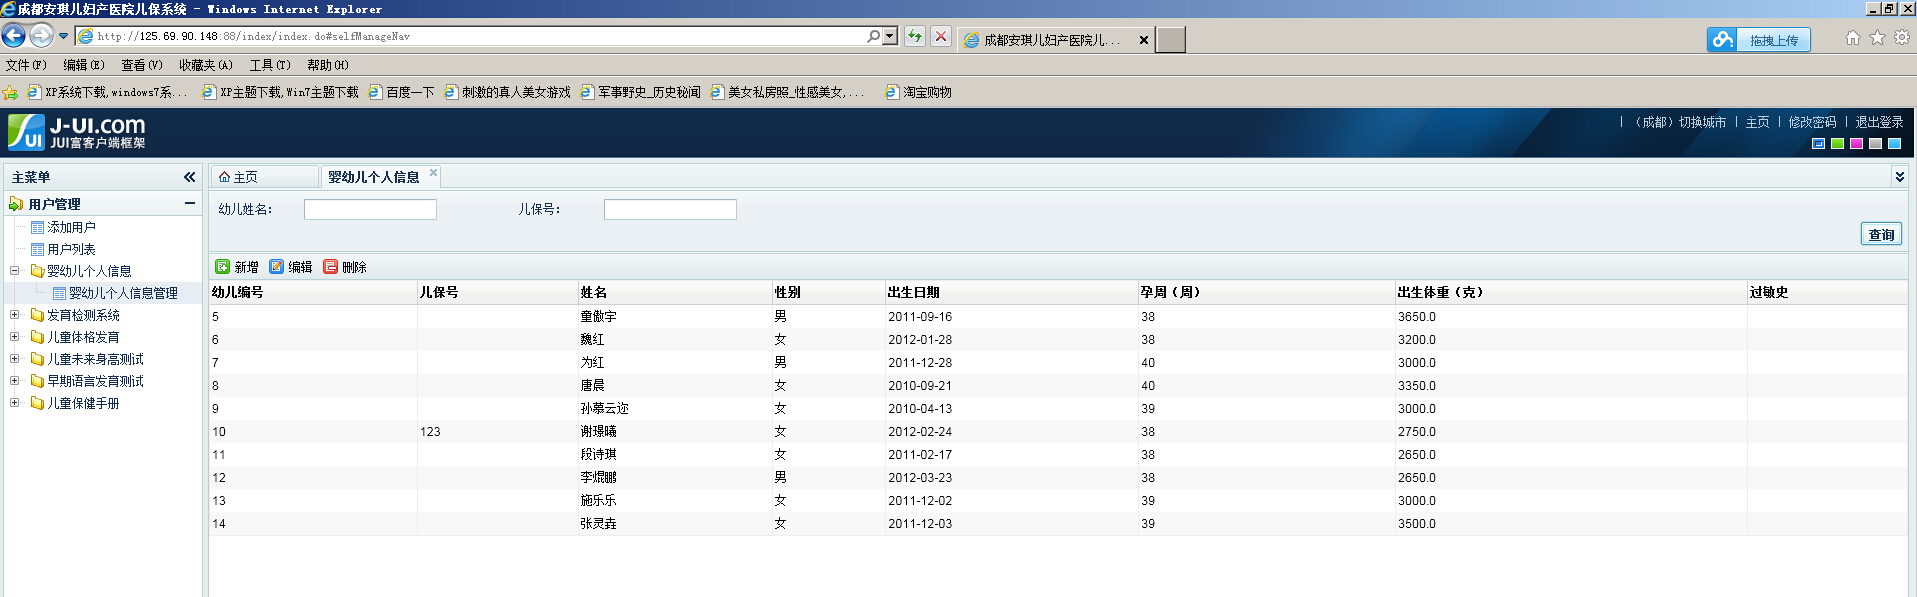 成都安琪儿妇产医院儿保系统 - Windows Internet Explorer
http://125.69.90.148:88/index/index.do#selfManageNav
成都安琪儿妇产医院儿...
拖拽上传
文件(F) 编辑(E) 查看(V) 收藏夹(A) 工具(T) 帮助(H)
XP系统下载,windows7系... XP主题下载,Win7主题下载 百度一下 刺激的真人美女游戏 军事野史_历史秘闻 美女私房照_性感美女,... 淘宝购物
J-UI.com
JUI富客户端框架
UI
| （成都）切换城市 | 主页 | 修改密码 | 退出登录
主菜单
用户管理
添加用户
用户列表
婴幼儿个人信息
婴幼儿个人信息管理
发育检测系统
儿童体格发育
儿童未来身高测试
早期语言发育测试
儿童保健手册
主页 婴幼儿个人信息
幼儿姓名： 儿保号：
查询
新增 编辑 删除
幼儿编号 儿保号 姓名 性别 出生日期 孕周（周） 出生体重（克） 过敏史
5 童傲宇 男 2011-09-16 38 3650.0
6 魏红 女 2012-01-28 38 3200.0
7 为红 男 2011-12-28 40 3000.0
8 唐晨 女 2010-09-21 40 3350.0
9 孙慕云迩 女 2010-04-13 39 3000.0
10 123 谢璟曦 女 2012-02-24 38 2750.0
11 段诗琪 女 2011-02-17 38 2650.0
12 李焜鹏 男 2012-03-23 38 2650.0
13 施乐乐 女 2011-12-02 39 3000.0
14 张灵垚 女 2011-12-03 39 3500.0